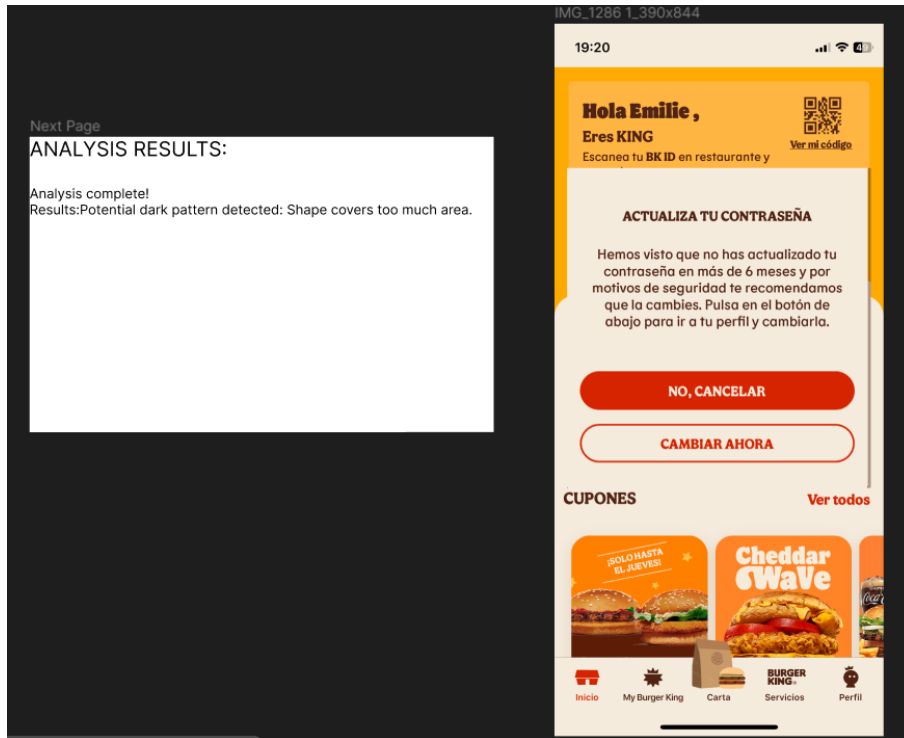 IMG_1286 1_390x844
Next Page
ANALYSIS RESULTS:
Analysis complete!
Results:Potential dark pattern detected: Shape covers too much area.
19:20
Hola Emilie ,
Eres KING
Escanea tu BK ID en restaurante y
Ver mi código
ACTUALIZA TU CONTRASEÑA
Hemos visto que no has actualizado tu
contraseña en más de 6 meses y por
motivos de seguridad te recomendamos
que la cambies. Pulsa en el botón de
abajo para ir a tu perfil y cambiarla.
NO, CANCELAR
CAMBIAR AHORA
CUPONES
Ver todos
¡SOLO HASTA
EL JUEVES!
Cheddar
WaVe
Inicio
My Burger King
Carta
BURGER
KING
Servicios
Perfil